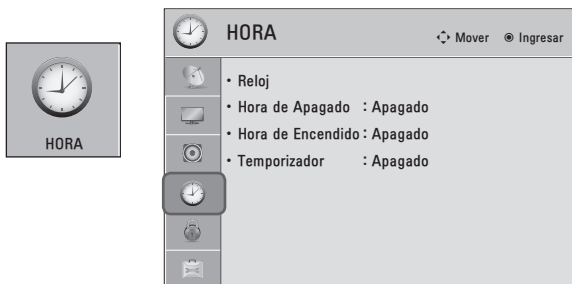 HORA
HORA
Mover Ingresar
• Reloj
• Hora de Apagado : Apagado
• Hora de Encendido : Apagado
• Temporizador : Apagado